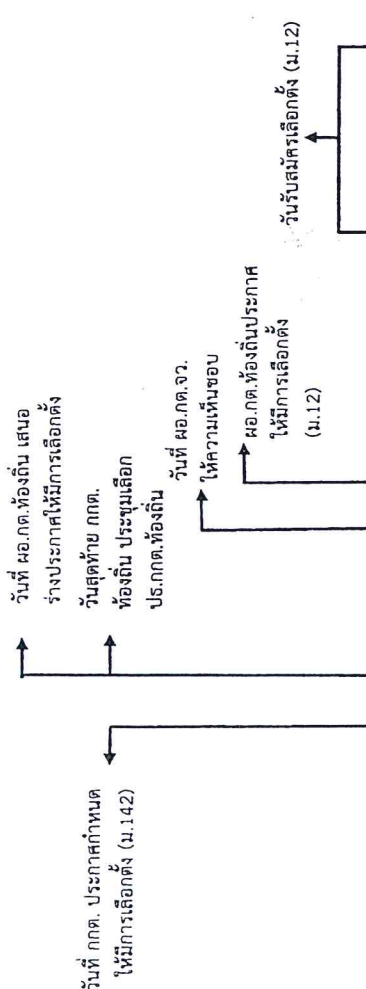 วันที่ กกต. ประกาศกำหนด
ให้มีการเลือกตั้ง (ม.142)
วันที่ ผอ.กต.ท้องถิ่น เสนอ
ร่างประกาศให้มีการเลือกตั้ง
วันสุดท้าย กกต.
ท้องถิ่น ประชุมเลือก
ปธ.กกต.ท้องถิ่น
วันที่ ผอ.กต.จว.
ให้ความเห็นชอบ
ผอ.กต.ท้องถิ่นประกาศ
ให้มีการเลือกตั้ง
(ม.12)
วันรับสมัครเลือกตั้ง (ม.12)